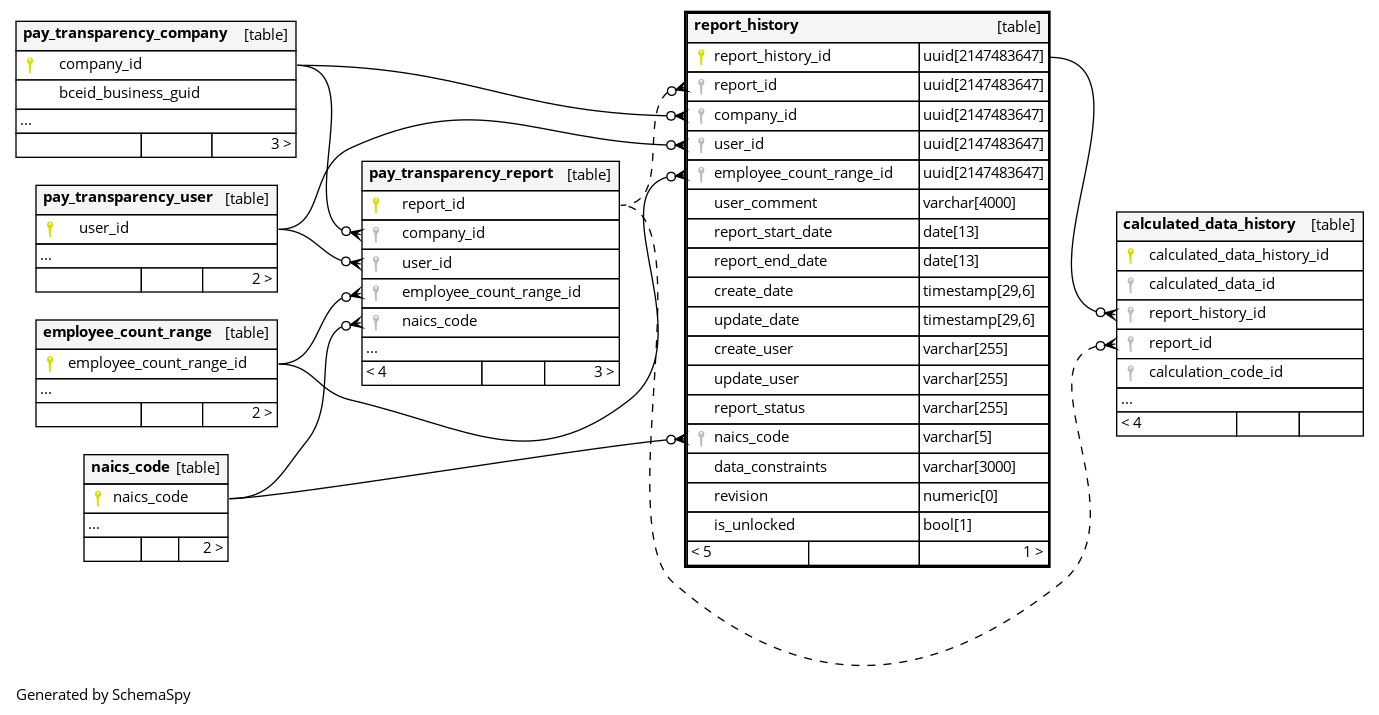 pay_transparency_company [table]
company_id
bceid_business_guid
...
3 >
pay_transparency_user [table]
user_id
...
2 >
employee_count_range [table]
employee_count_range_id
...
2 >
naics_code [table]
naics_code
...
2 >
pay_transparency_report [table]
report_id
company_id
user_id
employee_count_range_id
naics_code
...
< 4 3 >
report_history [table]
report_history_id uuid[2147483647]
report_id uuid[2147483647]
company_id uuid[2147483647]
user_id uuid[2147483647]
employee_count_range_id uuid[2147483647]
user_comment varchar[4000]
report_start_date date[13]
report_end_date date[13]
create_date timestamp[29,6]
update_date timestamp[29,6]
create_user varchar[255]
update_user varchar[255]
report_status varchar[255]
naics_code varchar[5]
data_constraints varchar[3000]
revision numeric[0]
is_unlocked bool[1]
< 5 1 >
calculated_data_history [table]
calculated_data_history_id
calculated_data_id
report_history_id
report_id
calculation_code_id
...
< 4
Generated by SchemaSpy